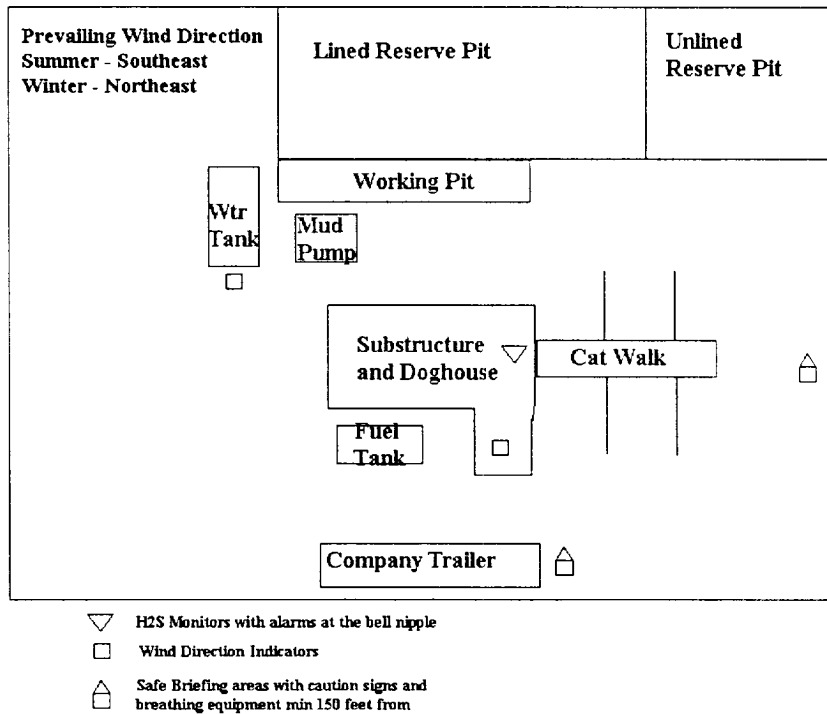 Prevailing Wind Direction
Summer - Southeast
Winter - Northeast
Lined Reserve Pit
Unlined
Reserve Pit
Working Pit
Wtr
Tank
Mud
Pump
Substructure
and Doghouse
Cat Walk
Fuel
Tank
Company Trailer
H2S Monitors with alarms at the bell nipple
Wind Direction Indicators
Safe Briefing areas with caution signs and
breathing equipment min 150 feet from